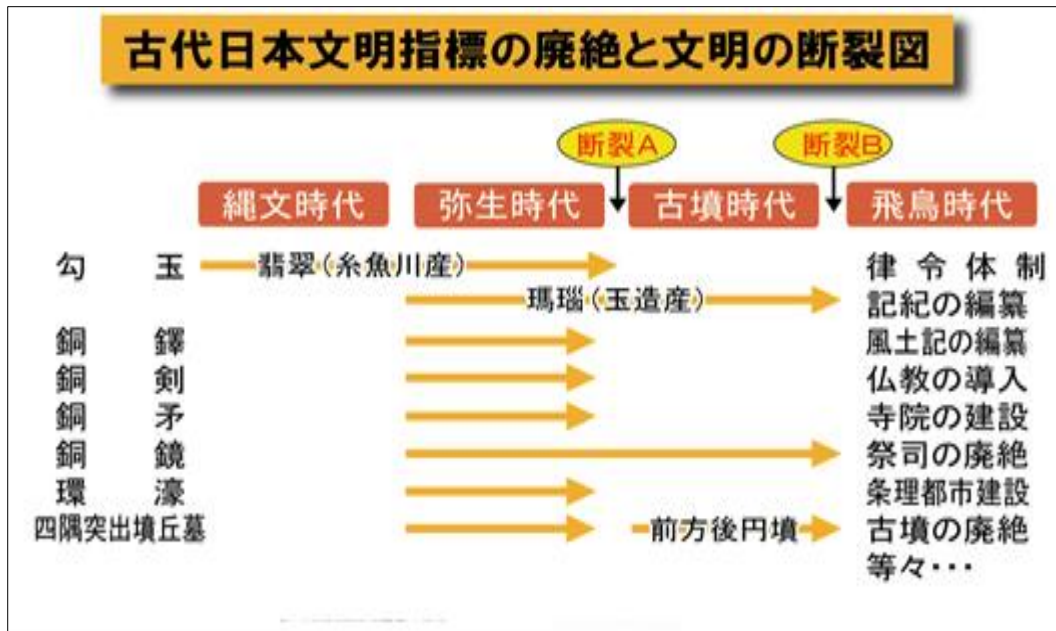 古代日本文明指標の廃絶と文明の断裂図
断裂A 断裂B
縄文時代 弥生時代 古墳時代 飛鳥時代
勾玉 翡翠(糸魚川産) 律令体制
瑪瑙(玉造産) 記紀の編纂
銅鐸 風土記の編纂
銅剣 仏教の導入
銅矛 寺院の建設
銅鏡 祭司の廃絶
環濠 条理都市建設
四隅突出墳丘墓 前方後円墳 古墳の廃絶
等々・・・